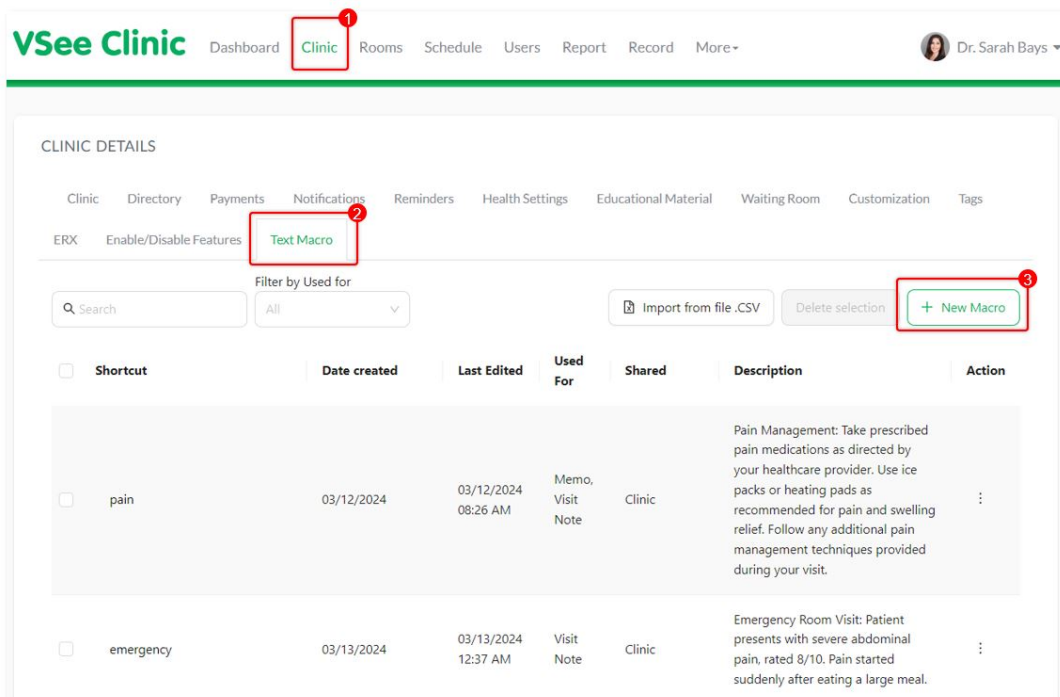 1
VSee Clinic Dashboard Clinic Rooms Schedule Users Report Record More Dr. Sarah Bays
CLINIC DETAILS
Clinic Directory Payments Notifications Reminders Health Settings Educational Material Waiting Room Customization Tags
2
ERX Enable/Disable Features Text Macro
Filter by Used for
3
Search All Import from file .CSV Delete selection + New Macro
Shortcut Date created Last Edited Used For Shared Description Action
pain 03/12/2024
03/12/2024
08:26 AM
Memo,
Visit
Note
Clinic
Pain Management: Take prescribed
pain medications as directed by
your healthcare provider. Use ice
packs or heating pads as
recommended for pain and swelling
relief. Follow any additional pain
management techniques provided
during your visit.
emergency 03/13/2024
03/13/2024
12:37 AM
Visit
Note
Clinic
Emergency Room Visit: Patient
presents with severe abdominal
pain, rated 8/10. Pain started
suddenly after eating a large meal.